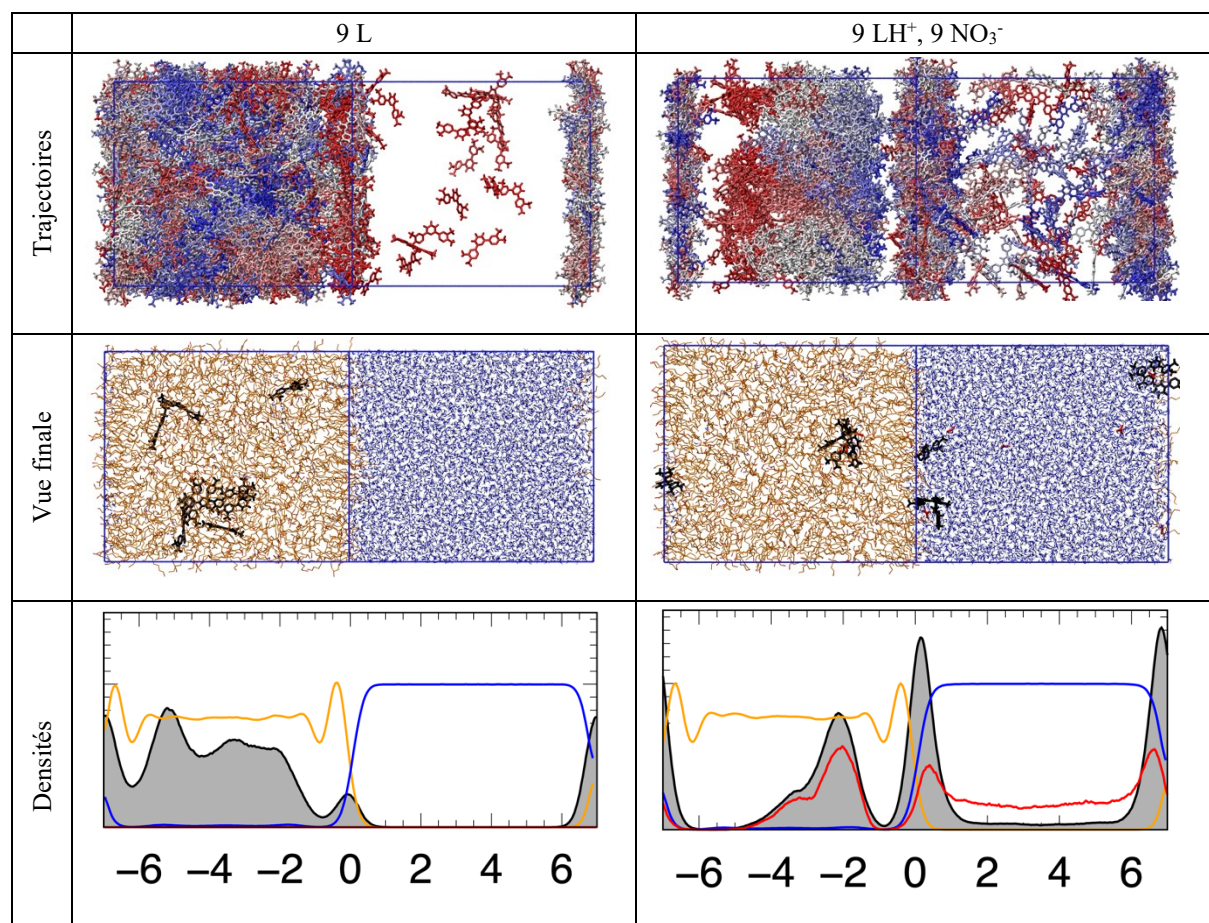 9 L
9 LH⁺, 9 NO₃⁻
Trajectoires
Vue finale
Densités
−6 −4 −2 0 2 4 6
−6 −4 −2 0 2 4 6